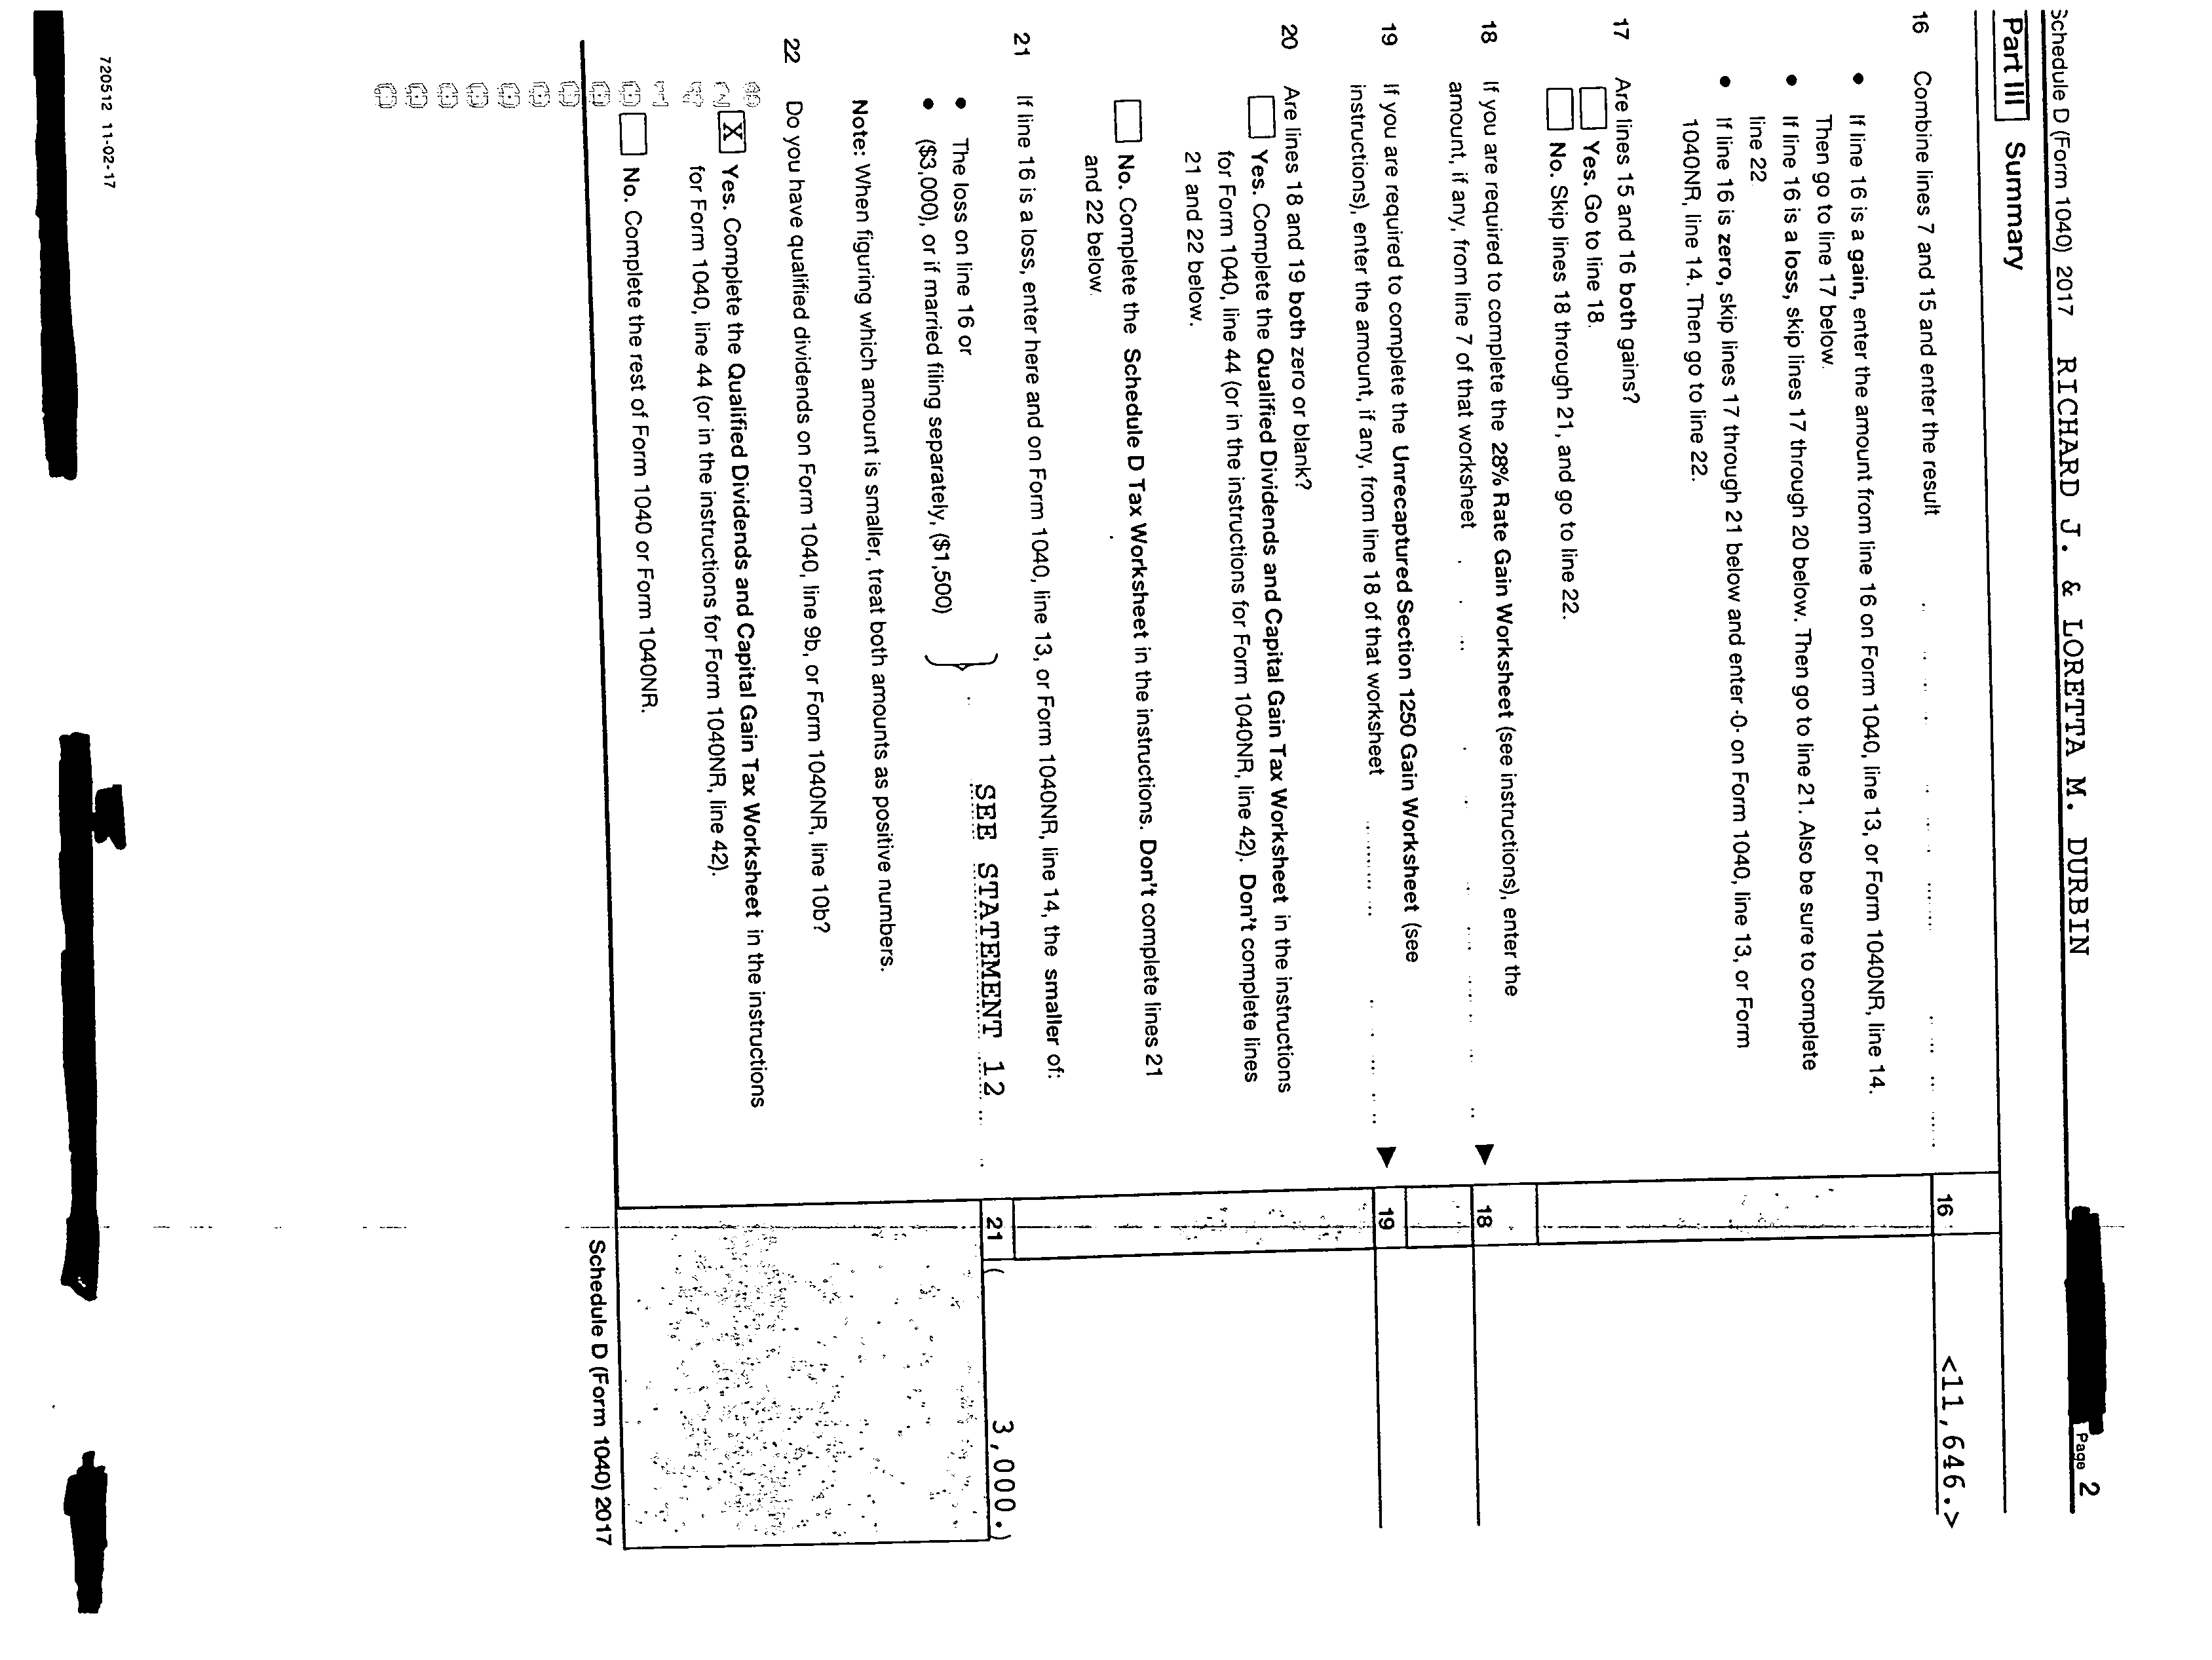 Schedule D (Form 1040) 2017 RICHARD J. & LORETTA M. DURBIN Page 2
Part III Summary
16 Combine lines 7 and 15 and enter the result 16 <11,646.>
• If line 16 is a gain, enter the amount from line 16 on Form 1040, line 13, or Form 1040NR, line 14.
Then go to line 17 below.
• If line 16 is a loss, skip lines 17 through 20 below. Then go to line 21. Also be sure to complete
line 22.
• If line 16 is zero, skip lines 17 through 21 below and enter -0- on Form 1040, line 13, or Form
1040NR, line 14. Then go to line 22.
17 Are lines 15 and 16 both gains?
Yes. Go to line 18.
No. Skip lines 18 through 21, and go to line 22.
18 If you are required to complete the 28% Rate Gain Worksheet (see instructions), enter the
amount, if any, from line 7 of that worksheet ▶ 18
19 If you are required to complete the Unrecaptured Section 1250 Gain Worksheet (see
instructions), enter the amount, if any, from line 18 of that worksheet ▶ 19
20 Are lines 18 and 19 both zero or blank?
Yes. Complete the Qualified Dividends and Capital Gain Tax Worksheet in the instructions
for Form 1040, line 44 (or in the instructions for Form 1040NR, line 42). Don't complete lines
21 and 22 below.
No. Complete the Schedule D Tax Worksheet in the instructions. Don't complete lines 21
and 22 below.
21 If line 16 is a loss, enter here and on Form 1040, line 13, or Form 1040NR, line 14, the smaller of:
• The loss on line 16 or
SEE STATEMENT 12 21 ( 3,000.)
• ($3,000), or if married filing separately, ($1,500)
Note: When figuring which amount is smaller, treat both amounts as positive numbers.
22 Do you have qualified dividends on Form 1040, line 9b, or Form 1040NR, line 10b?
X Yes. Complete the Qualified Dividends and Capital Gain Tax Worksheet in the instructions
for Form 1040, line 44 (or in the instructions for Form 1040NR, line 42).
No. Complete the rest of Form 1040 or Form 1040NR.
Schedule D (Form 1040) 2017
720512 11-02-17